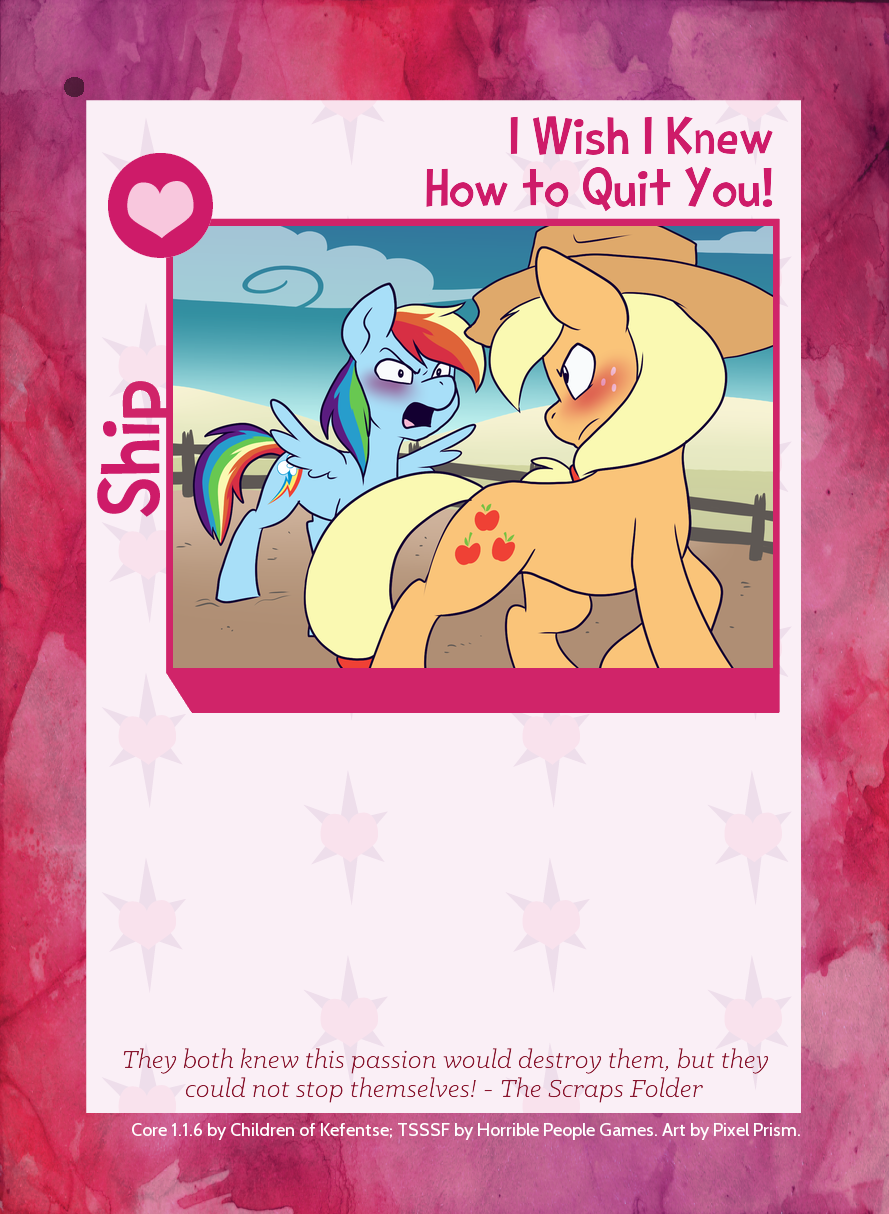 I Wish I Knew
How to Quit You!
Ship
They both knew this passion would destroy them, but they
could not stop themselves! - The Scraps Folder
Core 1.1.6 by Children of Kefentse; TSSSF by Horrible People Games. Art by Pixel Prism.